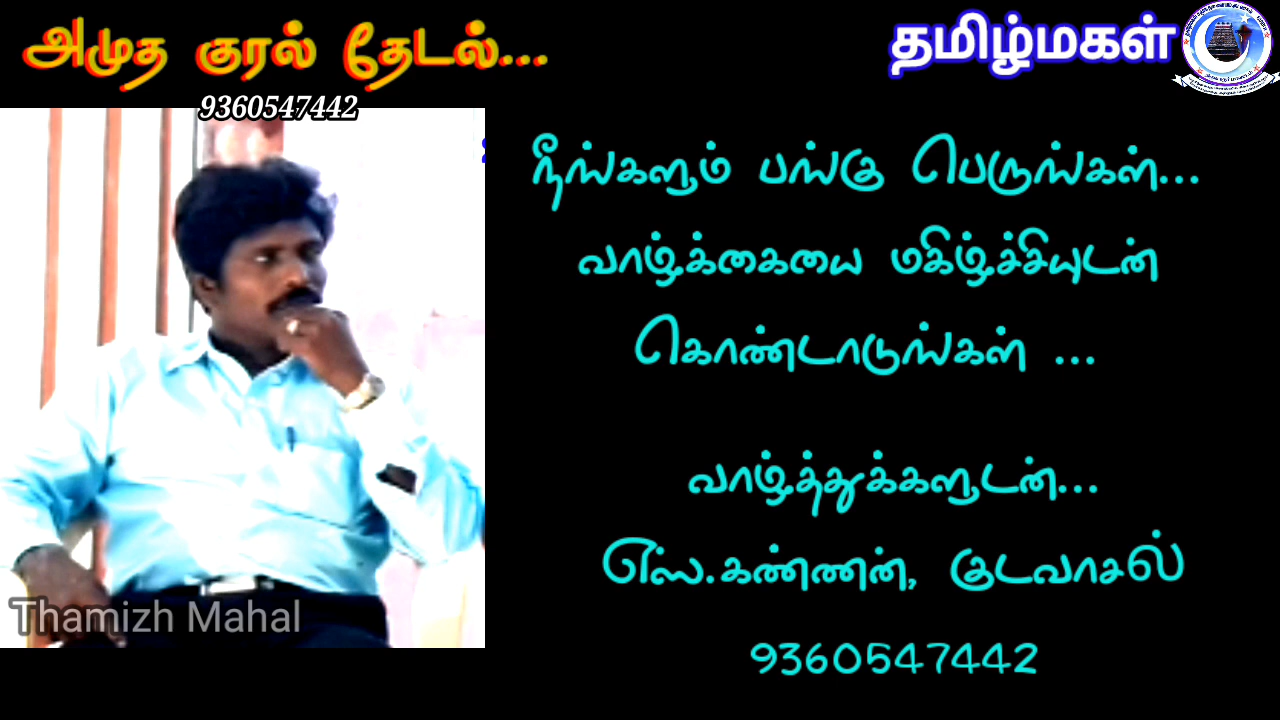 அமுத குரல் தேடல்...
9360547442
தமிழ்மகள்
நீங்களும் பங்கு பெருங்கள்...
வாழ்க்கையை மகிழ்ச்சியுடன்
கொண்டாடுங்கள் ...
வாழ்த்துக்களுடன்...
எஸ்.கண்ணன், குடவாசல்
9360547442
Thamizh Mahal